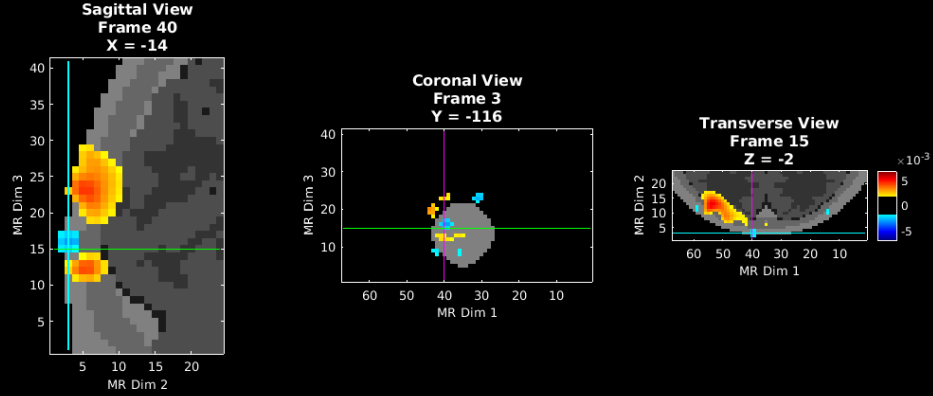 Sagittal View
Frame 40
X = -14
40
35
30
25
20
15
10
5
MR Dim 3
5 10 15 20
MR Dim 2
Coronal View
Frame 3
Y = -116
40
30
20
10
MR Dim 3
60 50 40 30 20 10
MR Dim 1
Transverse View
Frame 15
Z = -2
20
15
10
5
MR Dim 2
60 50 40 30 20 10
MR Dim 1
×10⁻³
5
2
0
-2
-5